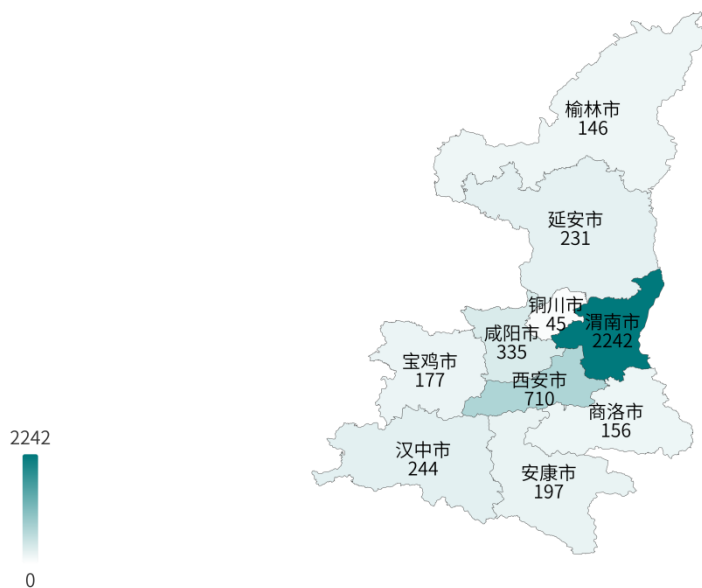 榆林市
146
延安市
231
铜川市
45
渭南市
2242
咸阳市
335
宝鸡市
177
西安市
710
商洛市
156
汉中市
244
安康市
197
2242
0